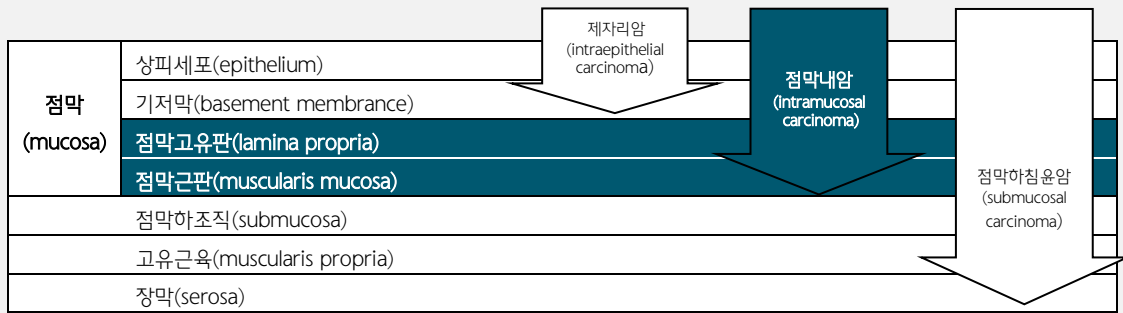 제자리암
(intraepithelial
carcinoma)
점막내암
(intramucosal
carcinoma)
점막하침윤암
(submucosal
carcinoma)
점막
(mucosa)
상피세포(epithelium)
기저막(basement membrance)
점막고유판(lamina propria)
점막근판(muscularis mucosa)
점막하조직(submucosa)
고유근육(muscularis propria)
장막(serosa)